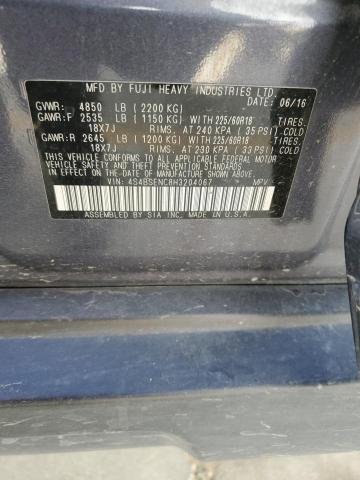 MFD BY FUJI HEAVY INDUSTRIES LTD. DATE: 06/16
GVWR: 4850 LB (2200 KG)
GAWR:F 2535 LB (1150 KG) WITH 225/60R18 TIRES,
18X7J RIMS, AT 240 KPA (35 PSI) COLD
GAWR:R 2645 LB (1200 KG) WITH 225/60R18 TIRES,
18X7J RIMS, AT 230 KPA (33 PSI) COLD
THIS VEHICLE CONFORMS TO ALL APPLICABLE FEDERAL MOTOR
VEHICLE SAFETY STANDARDS IN EFFECT ON THE
DATE OF MANUFACTURE SHOWN ABOVE.
VIN: 4S4BSENC8H3204067 MPV
ASSEMBLED BY SIA INC. MADE IN U.S.A.